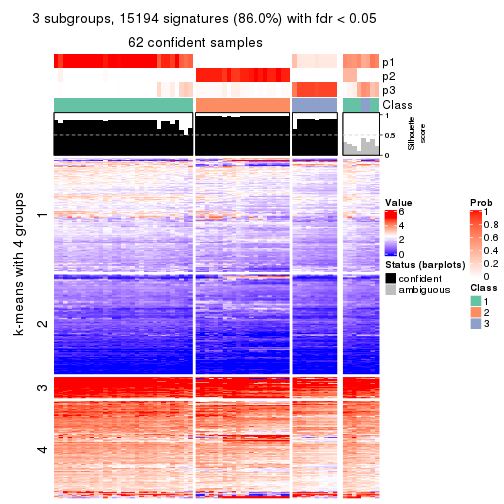 3 subgroups, 15194 signatures (86.0%) with fdr < 0.05
62 confident samples
p1
p2
p3
Class
1
0.5
0
Silhouette
score
k-means with 4 groups
1
2
3
4
Value
6
4
2
0
Status (barplots)
confident
ambiguous
Prob
1
0.8
0.6
0.4
0.2
0
Class
1
2
3